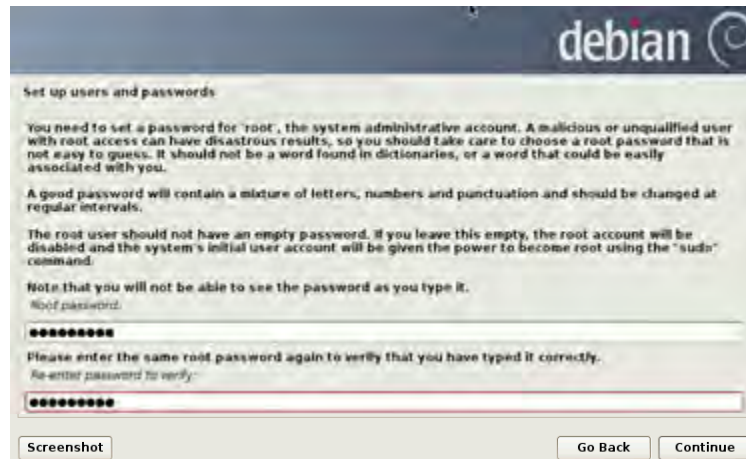 debian
Set up users and passwords
You need to set a password for 'root', the system administrative account. A malicious or unqualified user
with root access can have disastrous results, so you should take care to choose a root password that is
not easy to guess. It should not be a word found in dictionaries, or a word that could be easily
associated with you.
A good password will contain a mixture of letters, numbers and punctuation and should be changed at
regular intervals.
The root user should not have an empty password. If you leave this empty, the root account will be
disabled and the system's initial user account will be given the power to become root using the "sudo"
command.
Note that you will not be able to see the password as you type it.
Root password:
Please enter the same root password again to verify that you have typed it correctly.
Re-enter password to verify:
Screenshot
Go Back
Continue